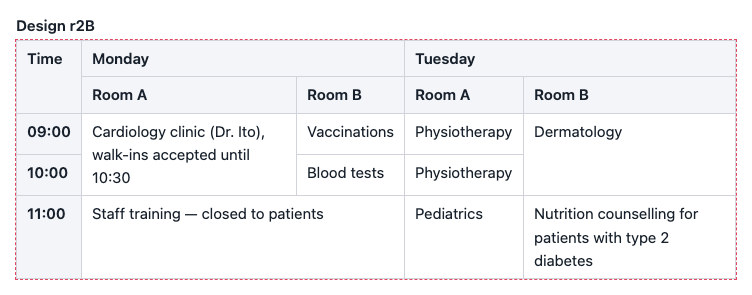 Design r2B
Time Monday Tuesday
Room A Room B Room A Room B
09:00 Cardiology clinic (Dr. Ito), Vaccinations Physiotherapy Dermatology
walk-ins accepted until
10:00 Blood tests Physiotherapy
10:30
11:00 Staff training — closed to patients Pediatrics Nutrition counselling for
patients with type 2
diabetes